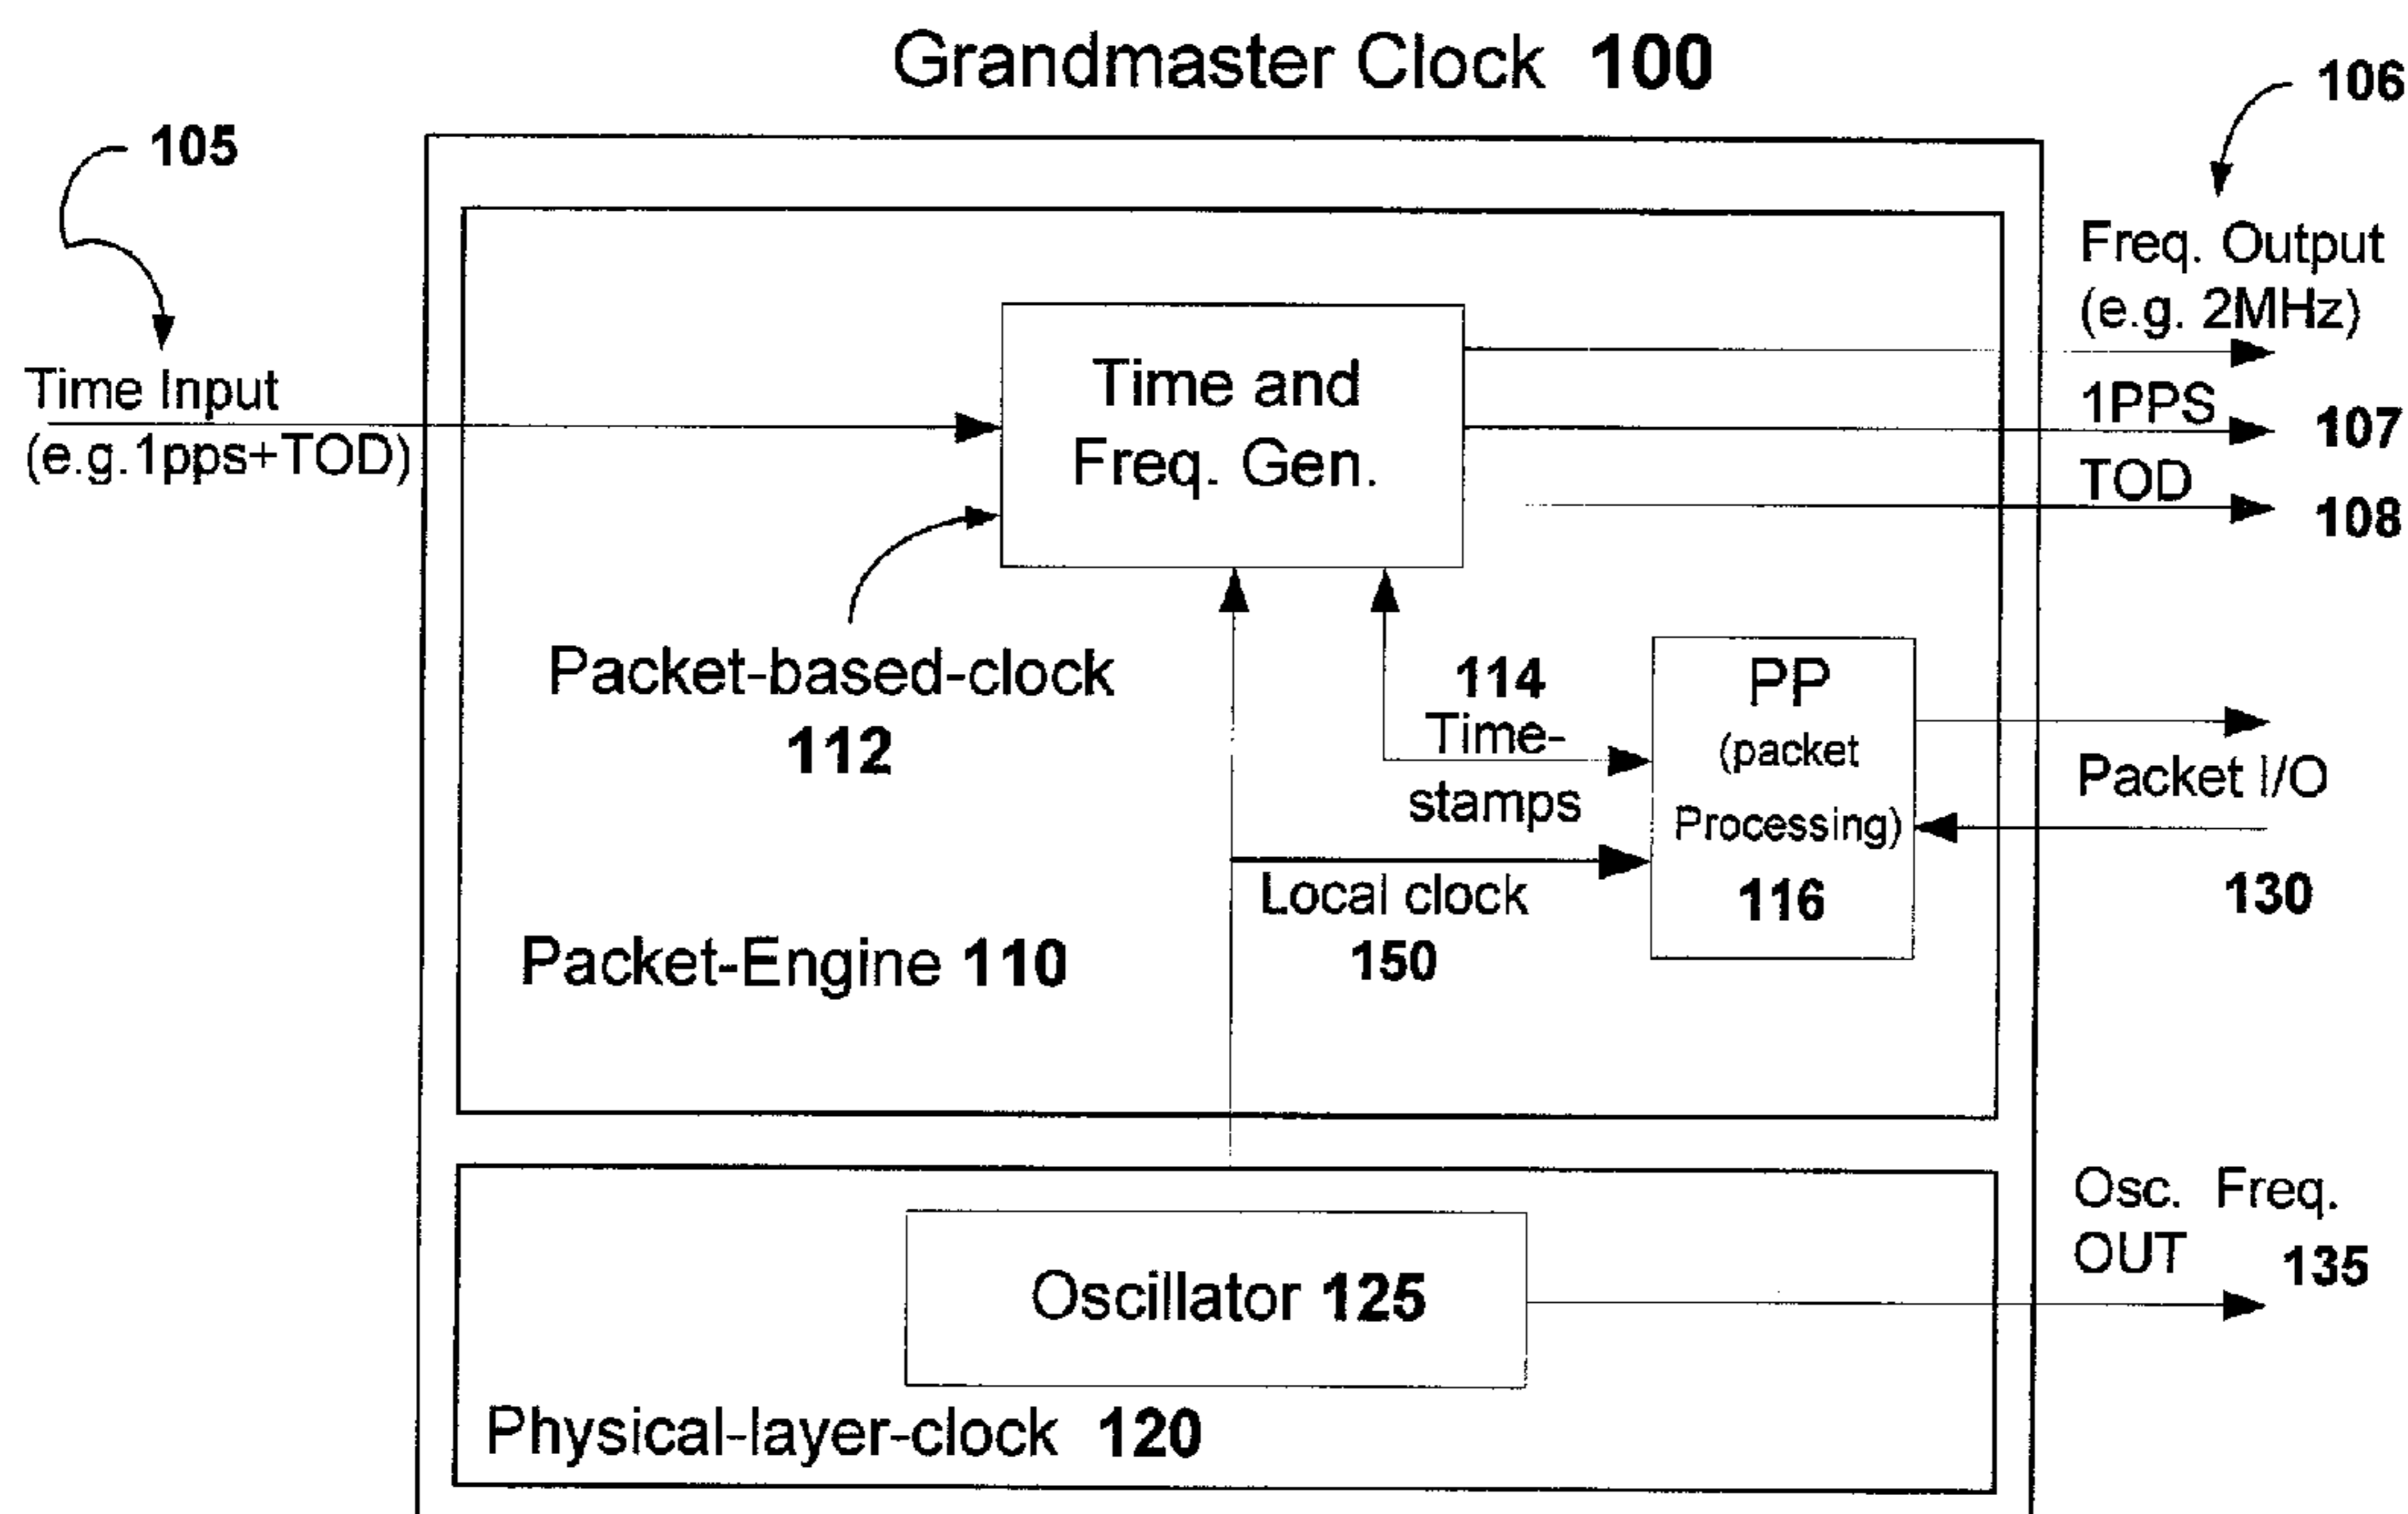 Grandmaster Clock 100
106
105
Freq. Output
(e.g. 2MHz)
Time Input
(e.g.1pps+TOD)
Time and
Freq. Gen.
1PPS
107
TOD
108
Packet-based-clock
112
114
Time-
stamps
PP
(packet
Processing)
116
Packet I/O
130
Local clock
150
Packet-Engine 110
Osc. Freq.
OUT 135
Oscillator 125
Physical-layer-clock 120